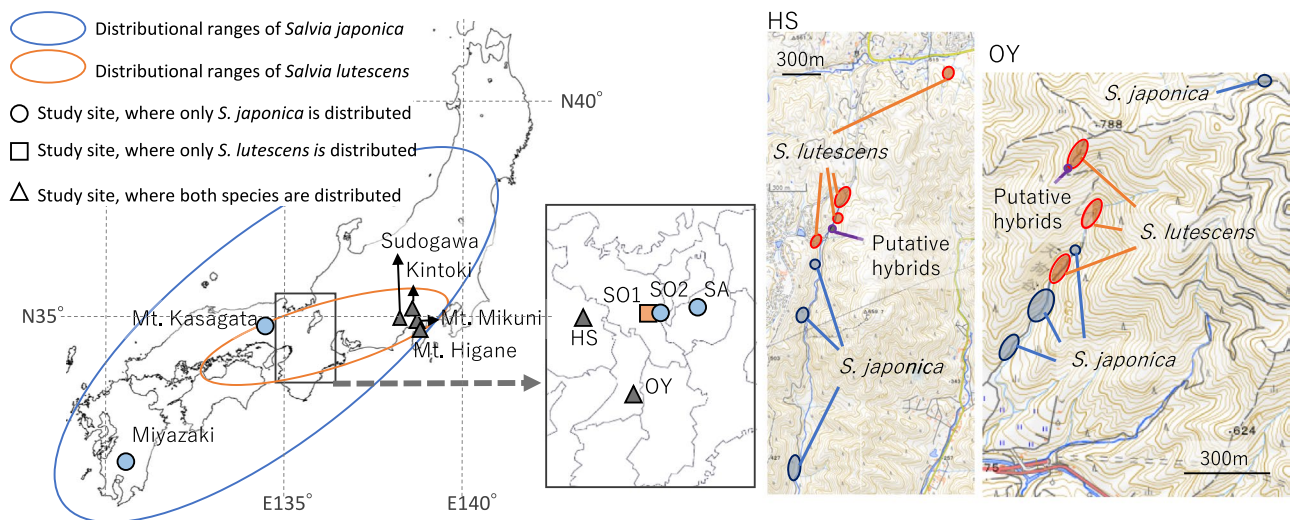 Distributional ranges of Salvia japonica
Distributional ranges of Salvia lutescens
Study site, where only S. japonica is distributed
Study site, where only S. lutescens is distributed
Study site, where both species are distributed
N40°
N35°
E135°
E140°
Sudogawa
Kintoki
Mt. Kasagata
Mt. Mikuni
Mt. Higane
Miyazaki
SO1
SO2
SA
HS
OY
HS
300m
S. lutescens
Putative
hybrids
S. japonica
OY
S. japonica
-788
Putative
hybrids
S. lutescens
S. japonica
-624
75
300m